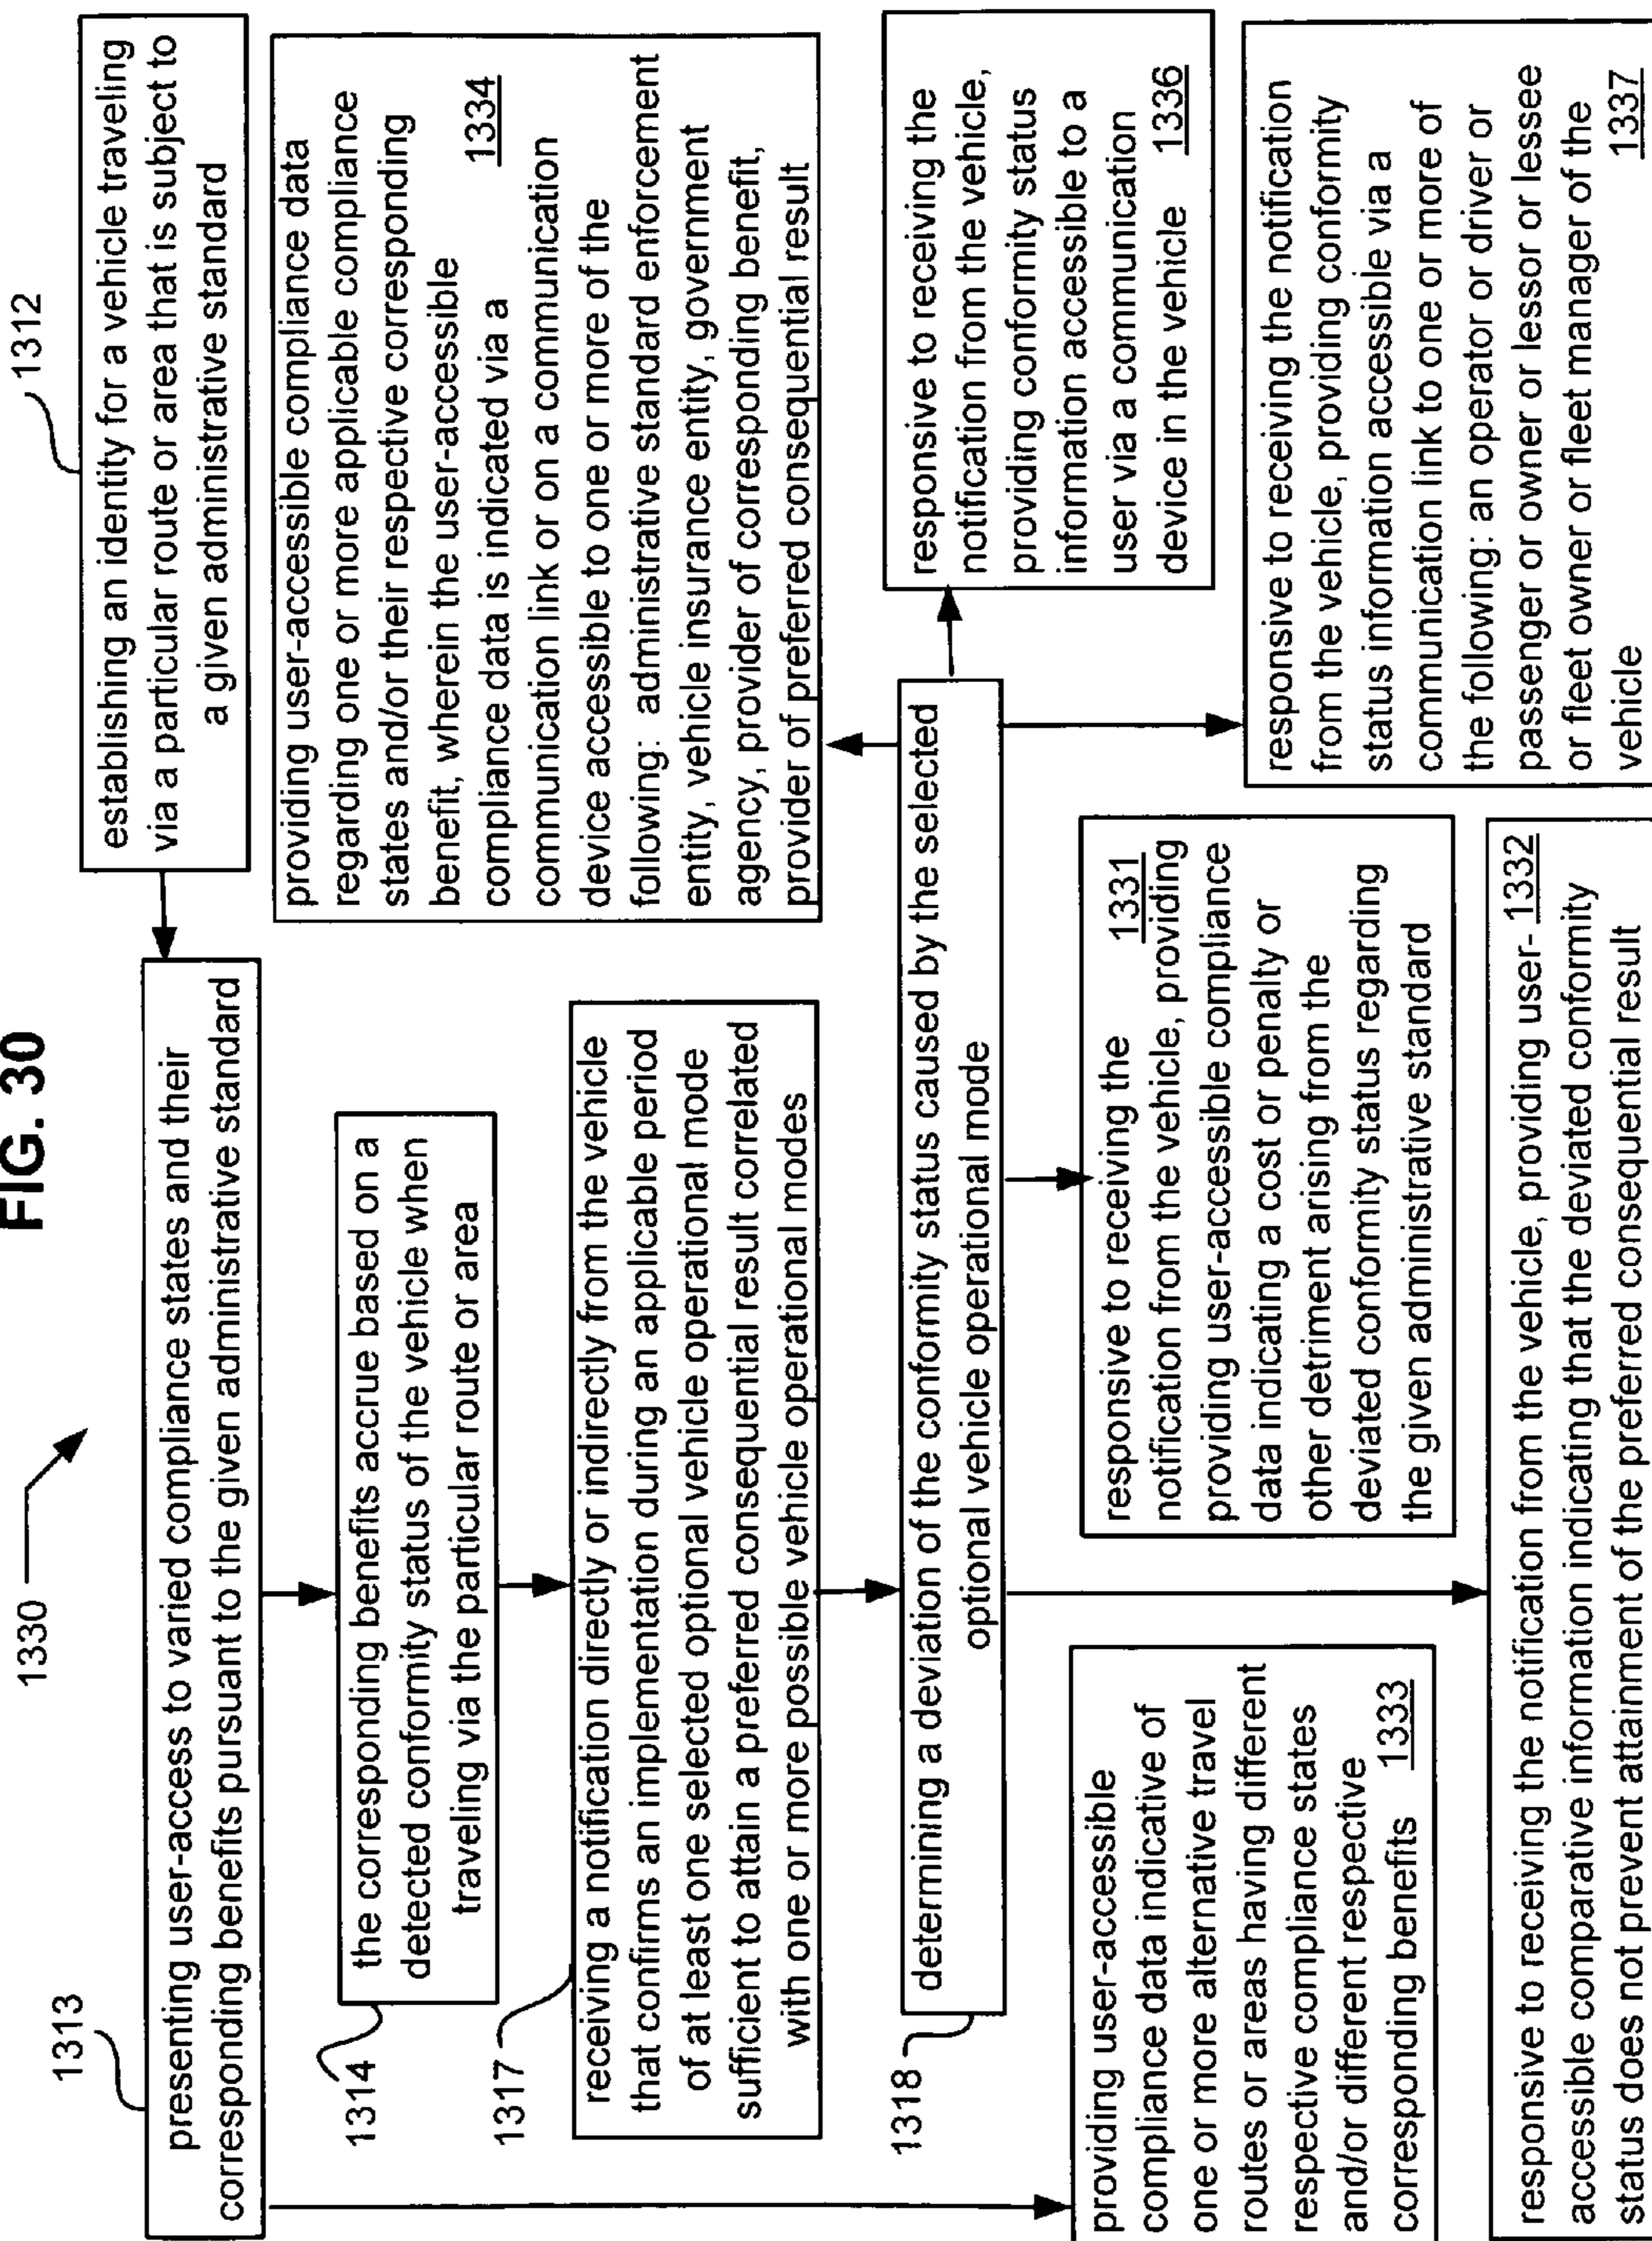 FIG. 30
1330
1312
establishing an identity for a vehicle traveling
via a particular route or area that is subject to
a given administrative standard
1313
presenting user-access to varied compliance states and their
corresponding benefits pursuant to the given administrative standard
1314
the corresponding benefits accrue based on a
detected conformity status of the vehicle when
traveling via the particular route or area
1317
receiving a notification directly or indirectly from the vehicle
that confirms an implementation during an applicable period
of at least one selected optional vehicle operational mode
sufficient to attain a preferred consequential result correlated
with one or more possible vehicle operational modes
providing user-accessible compliance data
regarding one or more applicable compliance
states and/or their respective corresponding
benefit, wherein the user-accessible
compliance data is indicated via a 1334
communication link or on a communication
device accessible to one or more of the
following: administrative standard enforcement
entity, vehicle insurance entity, government
agency, provider of corresponding benefit,
provider of preferred consequential result
1318
determining a deviation of the conformity status caused by the selected
optional vehicle operational mode
responsive to receiving the
notification from the vehicle,
providing conformity status
information accessible to a
user via a communication
device in the vehicle 1336
providing user-accessible
compliance data indicative of
one or more alternative travel
routes or areas having different
respective compliance states
and/or different respective
corresponding benefits 1333
responsive to receiving the 1331
notification from the vehicle, providing
providing user-accessible compliance
data indicating a cost or penalty or
other detriment arising from the
deviated conformity status regarding
the given administrative standard
responsive to receiving the notification
from the vehicle, providing conformity
status information accessible via a
communication link to one or more of
the following: an operator or driver or
passenger or owner or lessor or lessee
or fleet owner or fleet manager of the
vehicle 1337
responsive to receiving the notification from the vehicle, providing user- 1332
accessible comparative information indicating that the deviated conformity
status does not prevent attainment of the preferred consequential result